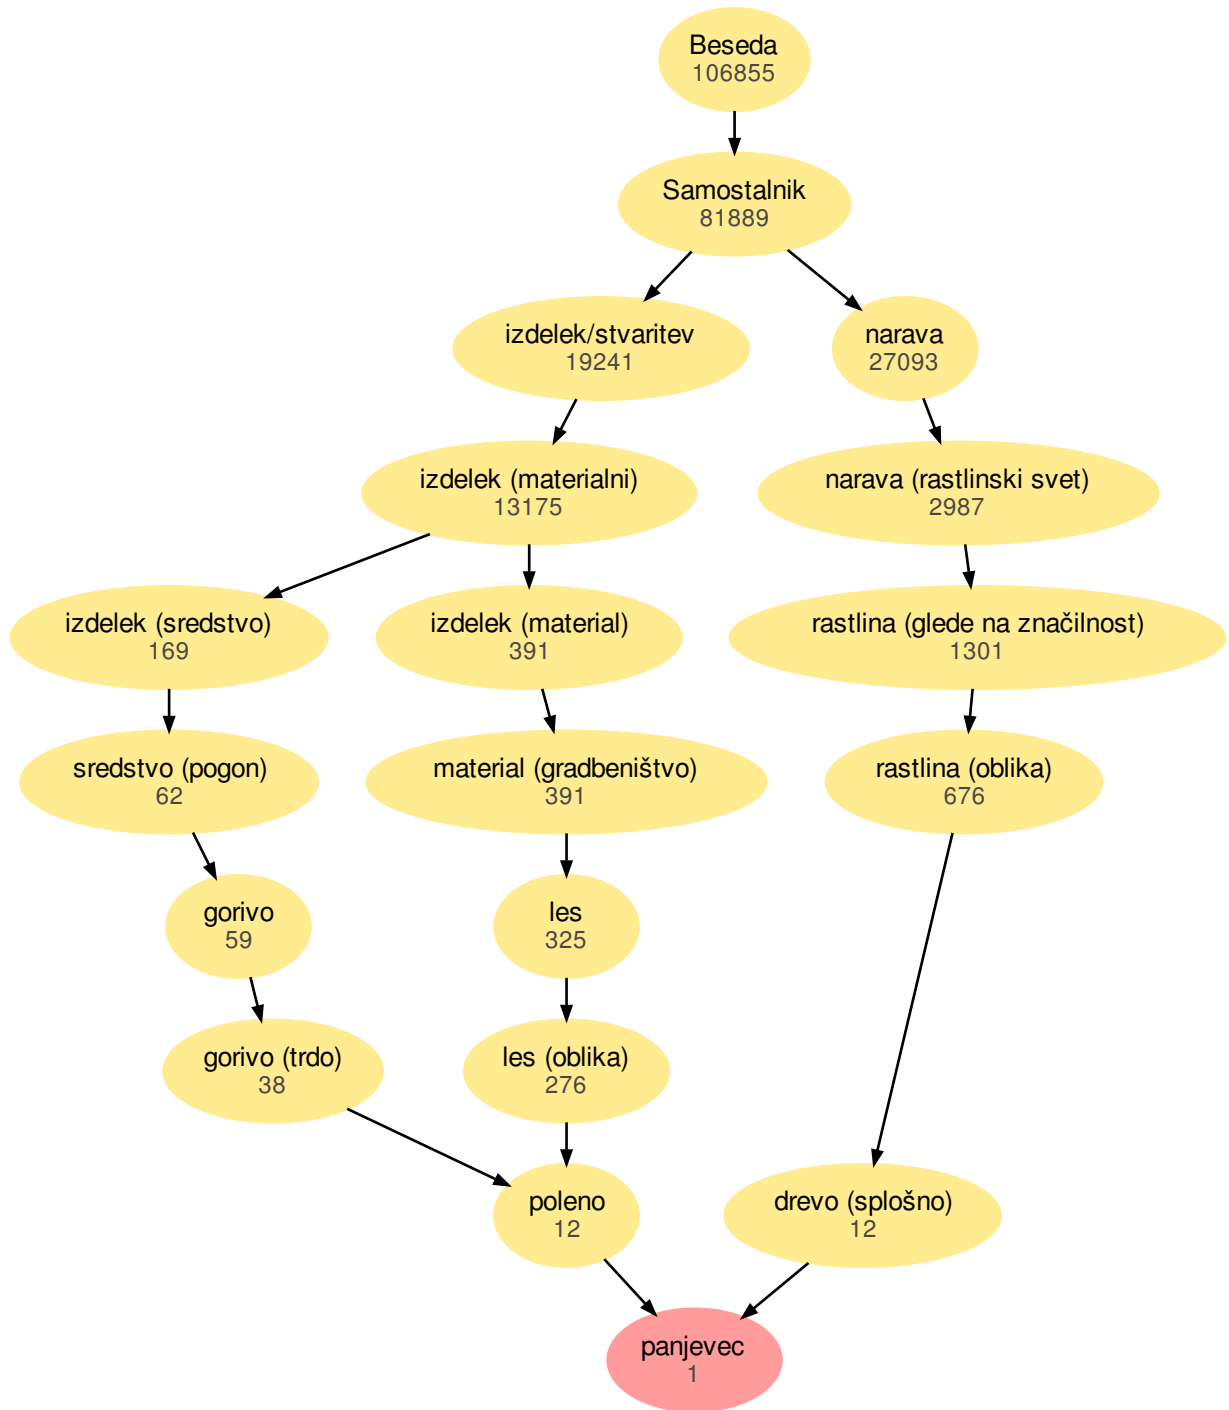 Beseda
106855
Samostalnik
81889
izdelek/stvaritev
19241
narava
27093
izdelek (materialni)
13175
narava (rastlinski svet)
2987
izdelek (sredstvo)
169
izdelek (material)
391
rastlina (glede na značilnost)
1301
sredstvo (pogon)
62
material (gradbeništvo)
391
rastlina (oblika)
676
gorivo
59
les
325
gorivo (trdo)
38
les (oblika)
276
poleno
12
drevo (splošno)
12
panjevec
1